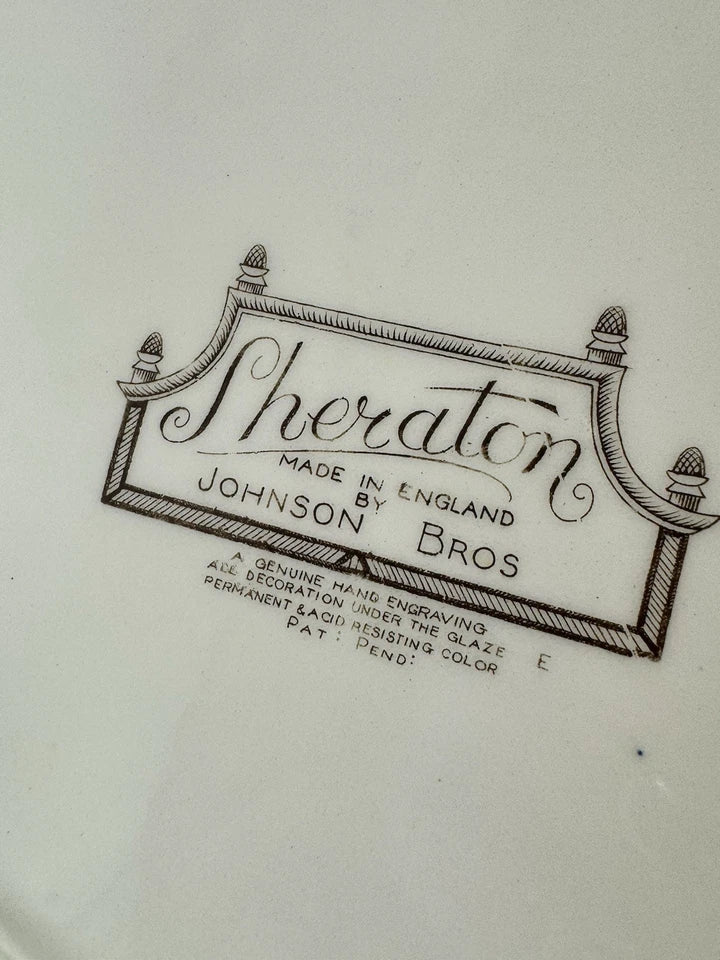 Sheraton
MADE IN ENGLAND
BY
JOHNSON BROS
A GENUINE HAND ENGRAVING
ALL DECORATION UNDER THE GLAZE
PERMANENT & ACID RESISTING COLOR
PAT: PEND:
E